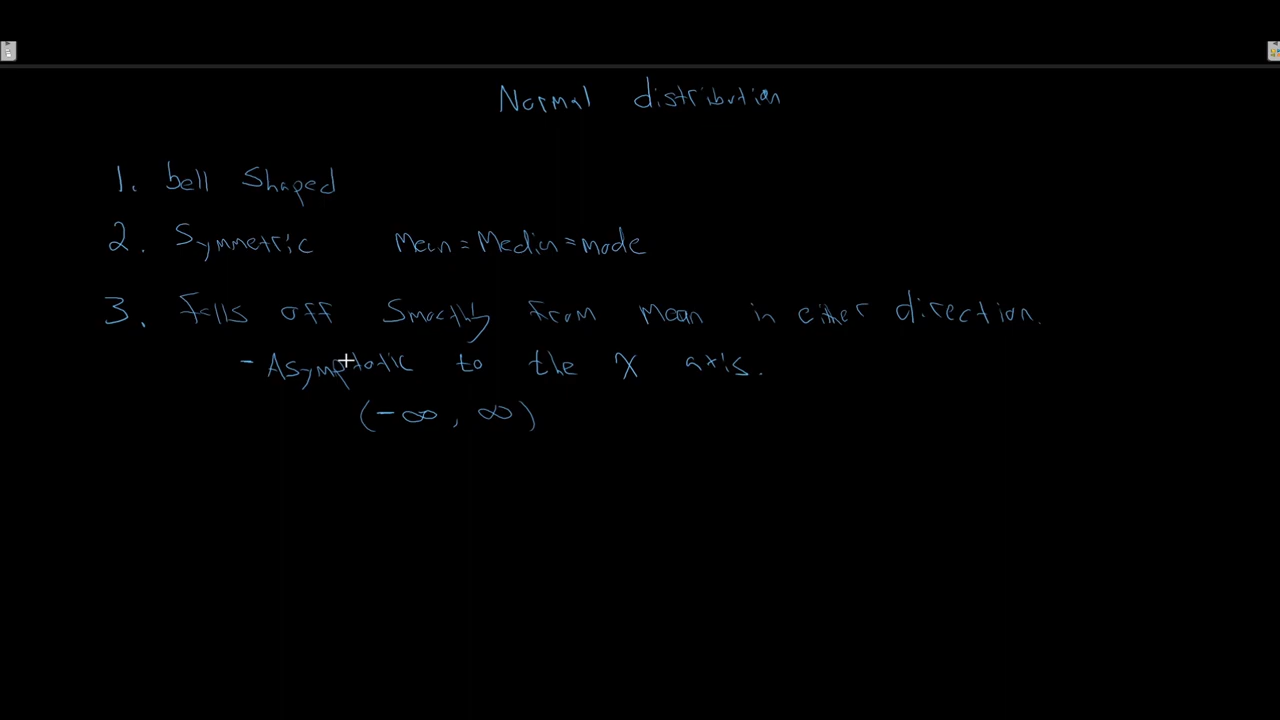 Normal distribution
1. bell Shaped
2. Symmetric Mean = Median = mode
3. Falls off Smoothly from mean in either direction.
- Asymptotic to the X axis.
(-∞, ∞)